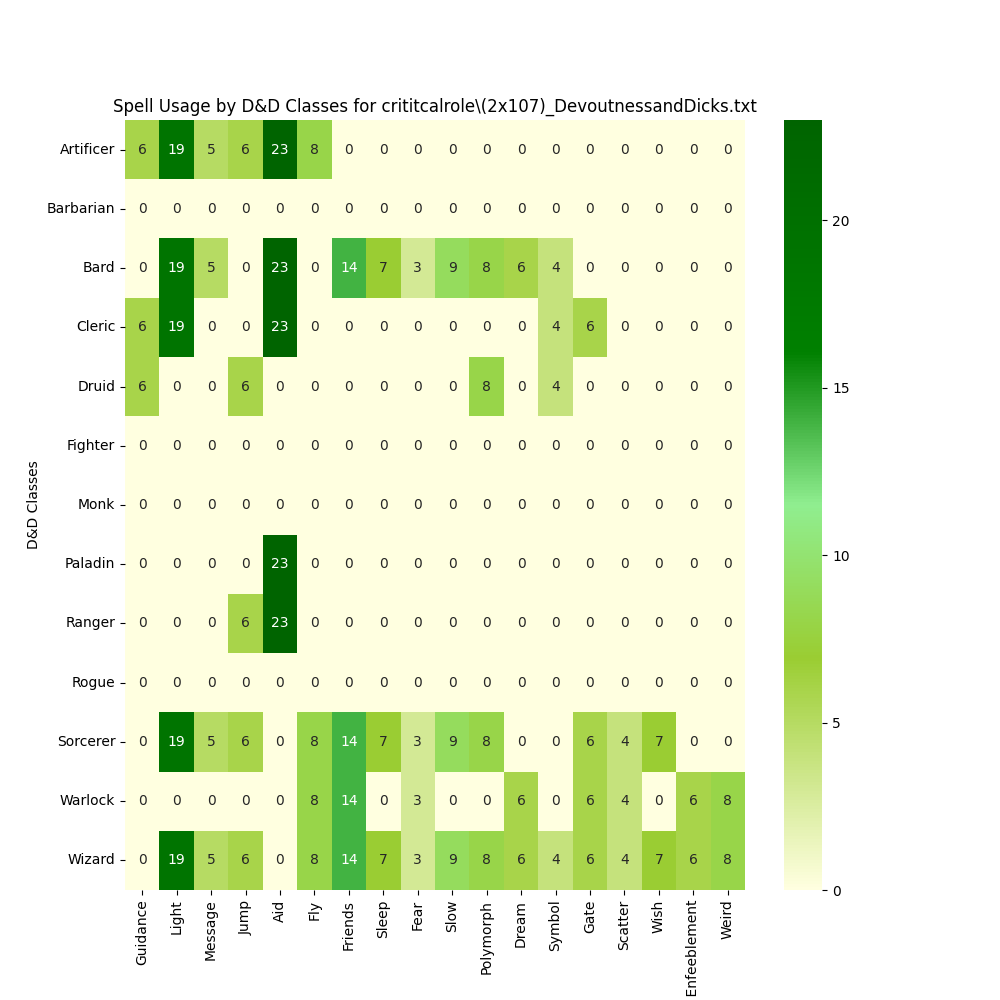 Spell Usage by D&D Classes for crititcalrole\(2x107)_DevoutnessandDicks.txt
D&D Classes
Artificer 6 19 5 6 23 8 0 0 0 0 0 0 0 0 0 0 0 0
Barbarian 0 0 0 0 0 0 0 0 0 0 0 0 0 0 0 0 0 0
Bard 0 19 5 0 23 0 14 7 3 9 8 6 4 0 0 0 0 0
Cleric 6 19 0 0 23 0 0 0 0 0 0 0 4 6 0 0 0 0
Druid 6 0 0 6 0 0 0 0 0 0 8 0 4 0 0 0 0 0
Fighter 0 0 0 0 0 0 0 0 0 0 0 0 0 0 0 0 0 0
Monk 0 0 0 0 0 0 0 0 0 0 0 0 0 0 0 0 0 0
Paladin 0 0 0 0 23 0 0 0 0 0 0 0 0 0 0 0 0 0
Ranger 0 0 0 6 23 0 0 0 0 0 0 0 0 0 0 0 0 0
Rogue 0 0 0 0 0 0 0 0 0 0 0 0 0 0 0 0 0 0
Sorcerer 0 19 5 6 0 8 14 7 3 9 8 0 0 6 4 7 0 0
Warlock 0 0 0 0 0 8 14 0 3 0 0 6 0 6 4 0 6 8
Wizard 0 19 5 6 0 8 14 7 3 9 8 6 4 6 4 7 6 8
Guidance
Light
Message
Jump
Aid
Fly
Friends
Sleep
Fear
Slow
Polymorph
Dream
Symbol
Gate
Scatter
Wish
Enfeeblement
Weird
20
15
10
5
0